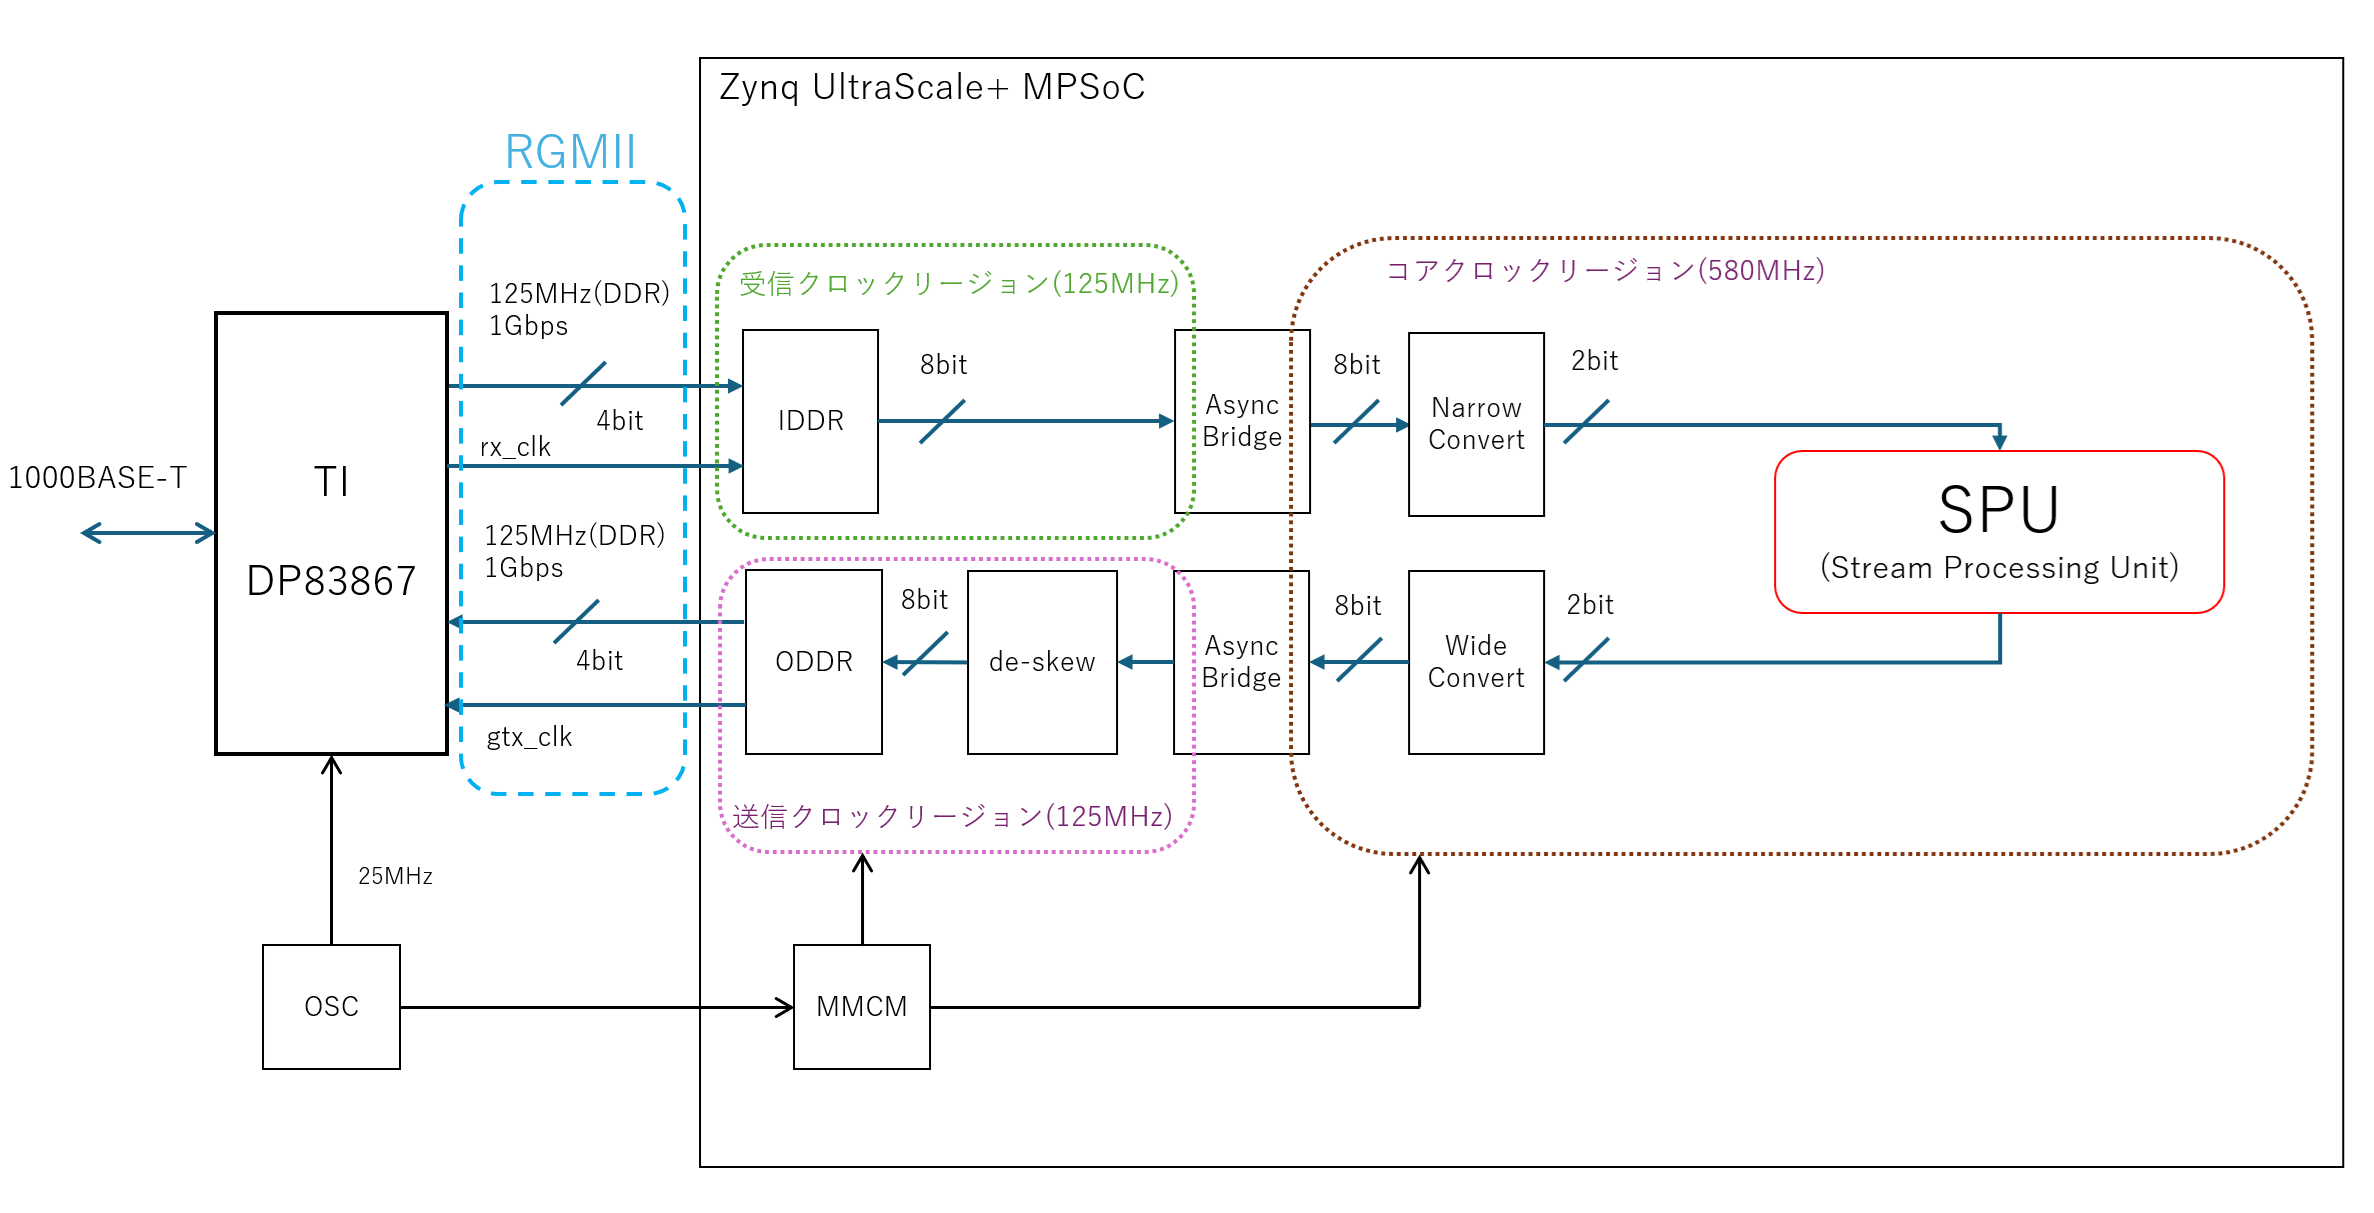 Zynq UltraScale+ MPSoC
RGMII
受信クロックリージョン(125MHz)
コアクロックリージョン(580MHz)
125MHz(DDR)
1Gbps
4bit
rx_clk
IDDR
8bit
Async
Bridge
8bit
Narrow
Convert
2bit
1000BASE-T
TI
DP83867
SPU
(Stream Processing Unit)
125MHz(DDR)
1Gbps
4bit
gtx_clk
ODDR
8bit
de-skew
Async
Bridge
8bit
Wide
Convert
2bit
送信クロックリージョン(125MHz)
25MHz
OSC
MMCM